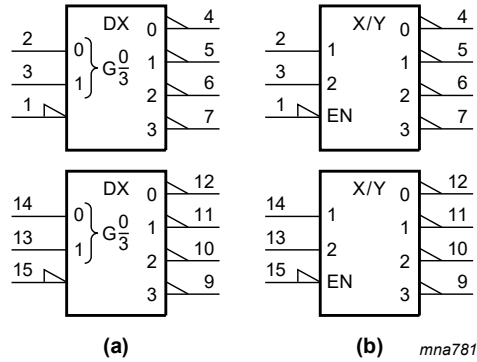 DX 0 4
2 0 1 5
3 1 G 0/3 2 6
1 3 7
X/Y 0 4
2 1 1 5
3 2 2 6
1 EN 3 7
DX 0 12
14 0 1 11
13 1 G 0/3 2 10
15 3 9
X/Y 0 12
14 1 1 11
13 2 2 10
15 EN 3 9
(a)
(b)
mna781